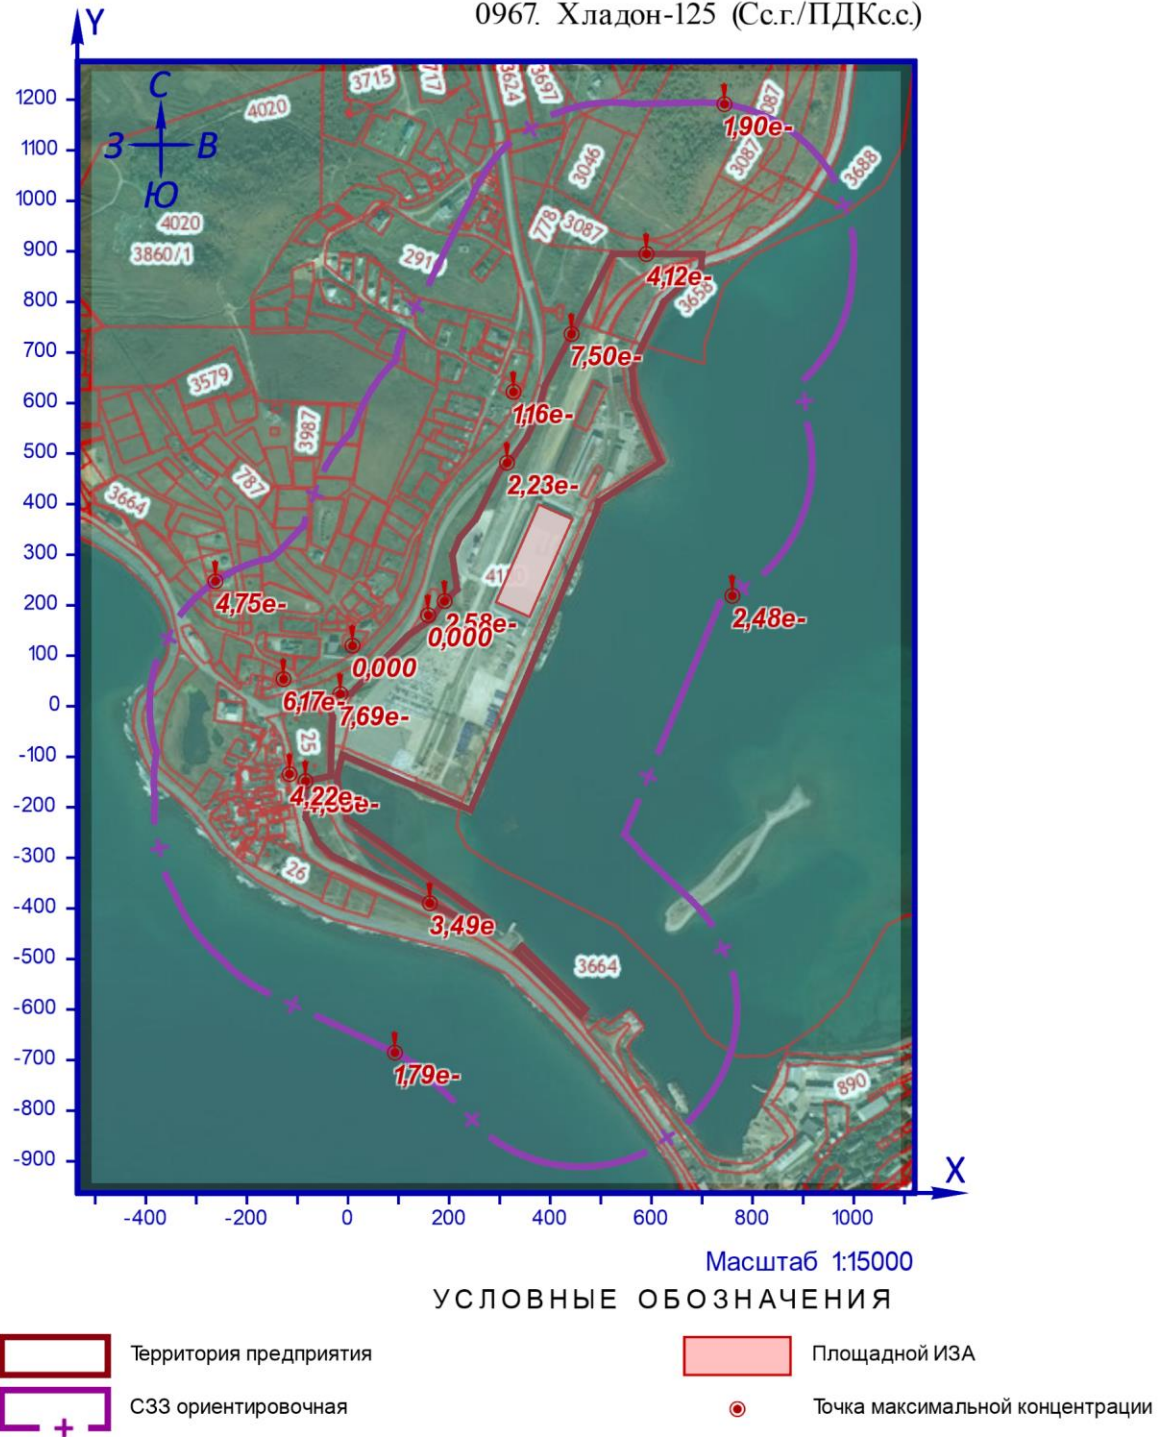 0967. Хладон-125 (Сс.г./ПДКс.с.)
Y
1200
1100
1000
900
800
700
600
500
400
300
200
100
0
-100
-200
-300
-400
-500
-600
-700
-800
-900
С
З
В
Ю
4020
3715
717
3624
3697
087
1,90e-
3046
3087
3688
4020
3860/1
778
3087
291
4,12e-
3658
7,50e-
3579
1,16e-
3987
787
2,23e-
3664
4,75e-
2,58e-
0,000
2,48e-
0,000
6,17e-
7,69e-
25
4,22e-
26
3,49e
3664
1,79e-
890
X
-400
-200
0
200
400
600
800
1000
Масштаб 1:15000
УСЛОВНЫЕ ОБОЗНАЧЕНИЯ
Территория предприятия
Площадной ИЗА
СЗЗ ориентировочная
Точка максимальной концентрации